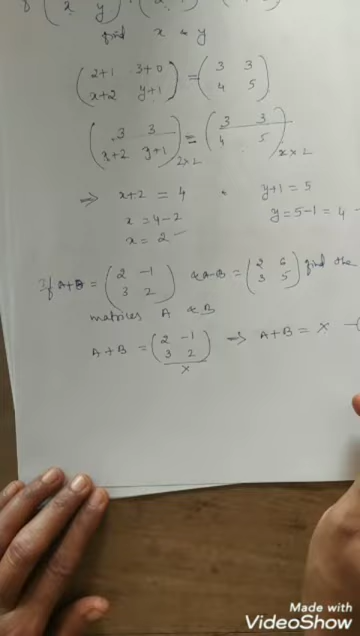 find x & y
( 2+1 3+0 ) = ( 3 3 )
( x+2 y+1 ) ( 4 5 )
( 3 3 ) = ( 3 3 )
( x+2 y+1 ) 2×2 ( 4 5 )
⇒ x+2 = 4 & y+1 = 5
x = 4-2 y = 5-1 = 4
x = 2
If A+B = ( 2 -1 ) & A-B = ( 2 6 ) find the
( 3 2 ) ( 3 5 )
matrices A & B
A+B = ( 2 -1 ) ⇒ A+B = X
( 3 2 )
X
Made with
VideoShow